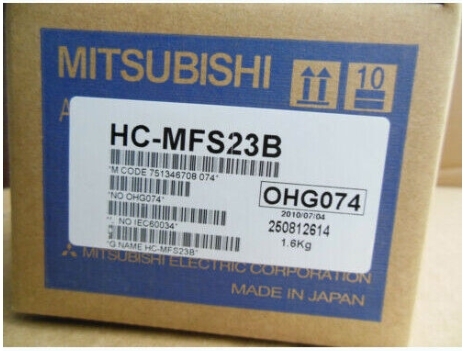 MITSUBISHI
10
A
HC-MFS23B
*M CODE 751346708 074*
*NO OHG074*
OHG074
2010/07/04
NO IEC60034*
250812614
1.6Kg
*G NAME HC-MFS23B*
MITSUBISHI ELECTRIC CORPORATION
MADE IN JAPAN